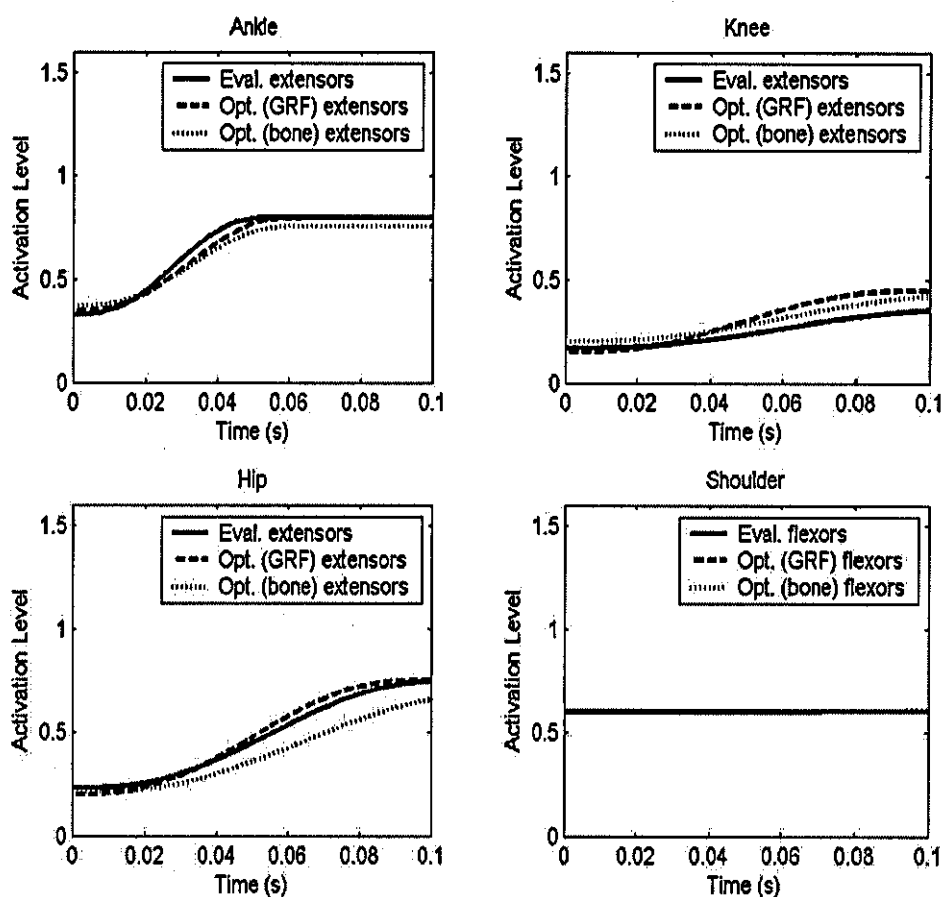 Ankle
1.5
1
0.5
0
Activation Level
Eval. extensors
Opt. (GRF) extensors
Opt. (bone) extensors
0 0.02 0.04 0.06 0.08 0.1
Time (s)
Knee
1.5
1
0.5
0
Activation Level
Eval. extensors
Opt. (GRF) extensors
Opt. (bone) extensors
0 0.02 0.04 0.06 0.08 0.1
Time (s)
Hip
1.5
1
0.5
0
Activation Level
Eval. extensors
Opt. (GRF) extensors
Opt. (bone) extensors
0 0.02 0.04 0.06 0.08 0.1
Time (s)
Shoulder
1.5
1
0.5
0
Activation Level
Eval. flexors
Opt. (GRF) flexors
Opt. (bone) flexors
0 0.02 0.04 0.06 0.08 0.1
Time (s)